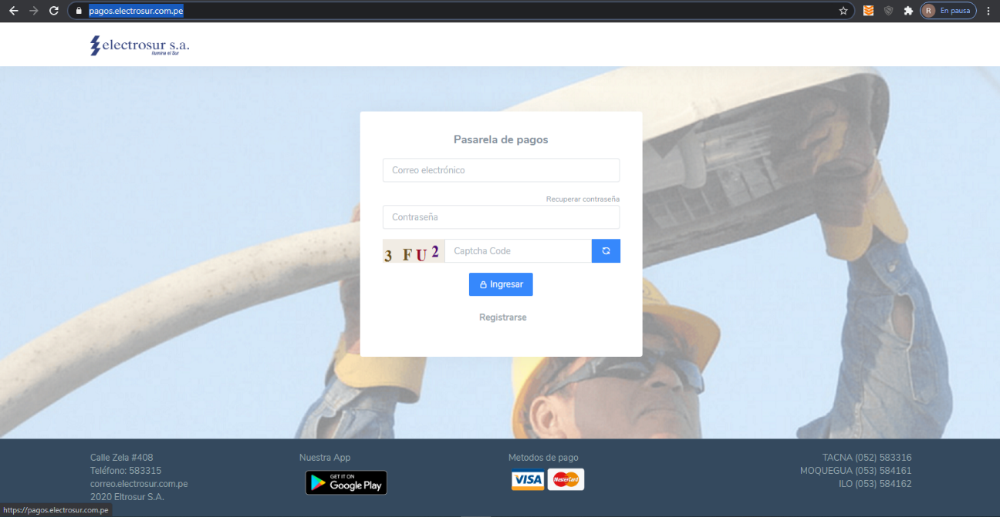 pagos.electrosur.com.pe
R
En pausa
electrosur s.a.
ilumina el Sur
Pasarela de pagos
Correo electrónico
Recuperar contraseña
Contraseña
3 FU2
Captcha Code
Ingresar
Registrarse
Calle Zela #408
Teléfono: 583315
correo.electrosur.com.pe
2020 Eltrosur S.A.
Nuestra App
GET IT ON
Google Play
Metodos de pago
VISA
MasterCard
TACNA (052) 583316
MOQUEGUA (053) 584161
ILO (053) 584162
https://pagos.electrosur.com.pe